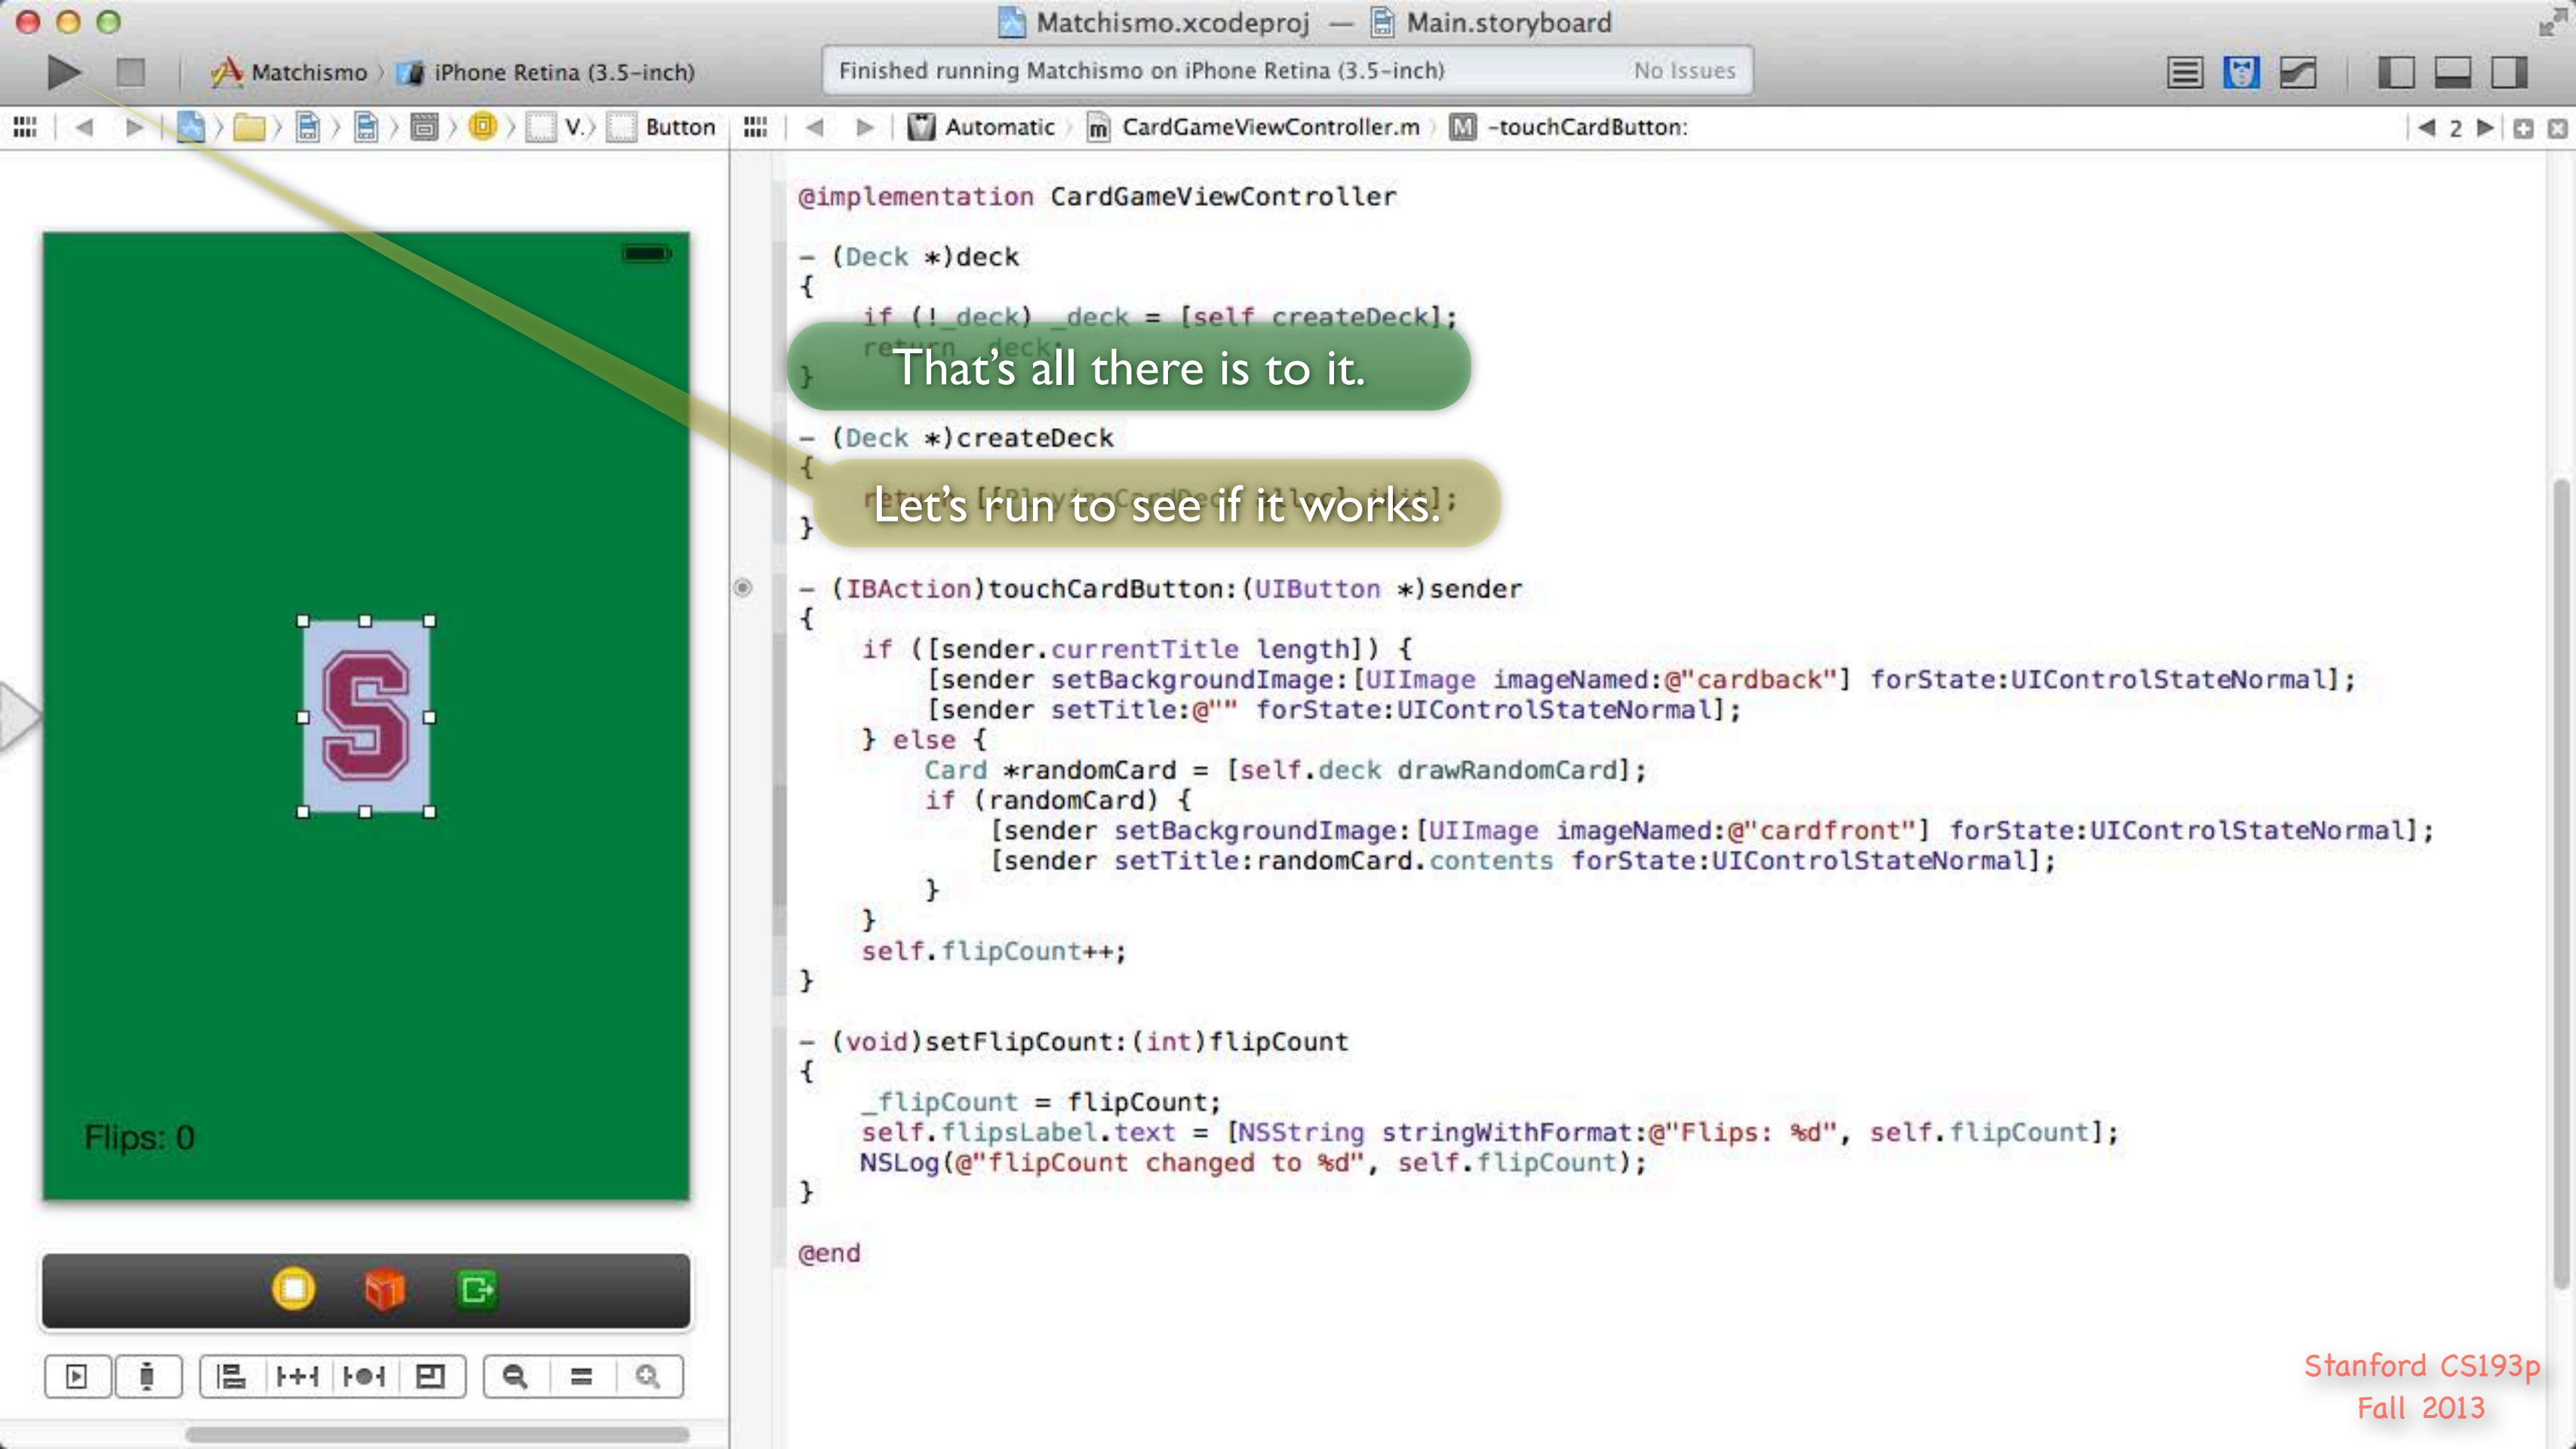 Matchismo.xcodeproj — Main.storyboard
Matchismo
iPhone Retina (3.5-inch)
Finished running Matchismo on iPhone Retina (3.5-inch)
No Issues
V.
Button
Automatic
CardGameViewController.m
M
-touchCardButton:
2
@implementation CardGameViewController
- (Deck *)deck
{
if (!_deck) _deck = [self createDeck];
return _deck;
}
That's all there is to it.
- (Deck *)createDeck
{
return [[PlayingCardDeck alloc] init];
}
Let's run to see if it works.
- (IBAction)touchCardButton:(UIButton *)sender
{
if ([sender.currentTitle length]) {
[sender setBackgroundImage:[UIImage imageNamed:@"cardback"] forState:UIControlStateNormal];
[sender setTitle:@"" forState:UIControlStateNormal];
} else {
Card *randomCard = [self.deck drawRandomCard];
if (randomCard) {
[sender setBackgroundImage:[UIImage imageNamed:@"cardfront"] forState:UIControlStateNormal];
[sender setTitle:randomCard.contents forState:UIControlStateNormal];
}
}
self.flipCount++;
}
- (void)setFlipCount:(int)flipCount
{
_flipCount = flipCount;
self.flipsLabel.text = [NSString stringWithFormat:@"Flips: %d", self.flipCount];
NSLog(@"flipCount changed to %d", self.flipCount);
}
@end
S
Flips: 0
Stanford CS193p
Fall 2013